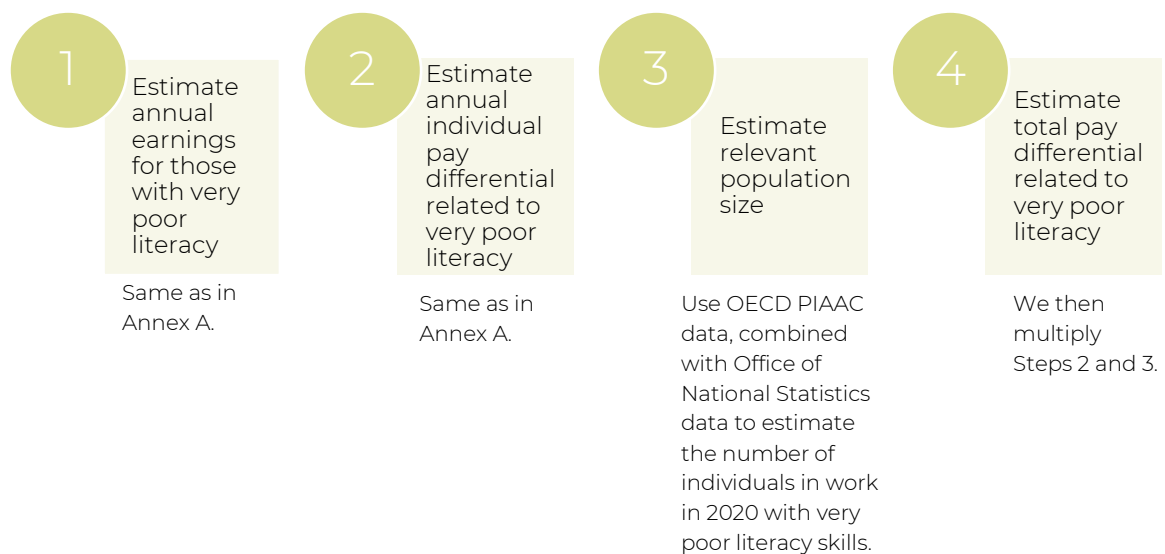 1
Estimate
annual
earnings
for those
with very
poor
literacy
Same as in
Annex A.
2
Estimate
annual
individual
pay
differential
related to
very poor
literacy
Same as in
Annex A.
3
Estimate
relevant
population
size
Use OECD PIAAC
data, combined
with Office of
National Statistics
data to estimate
the number of
individuals in work
in 2020 with very
poor literacy skills.
4
Estimate
total pay
differential
related to
very poor
literacy
We then
multiply
Steps 2 and 3.